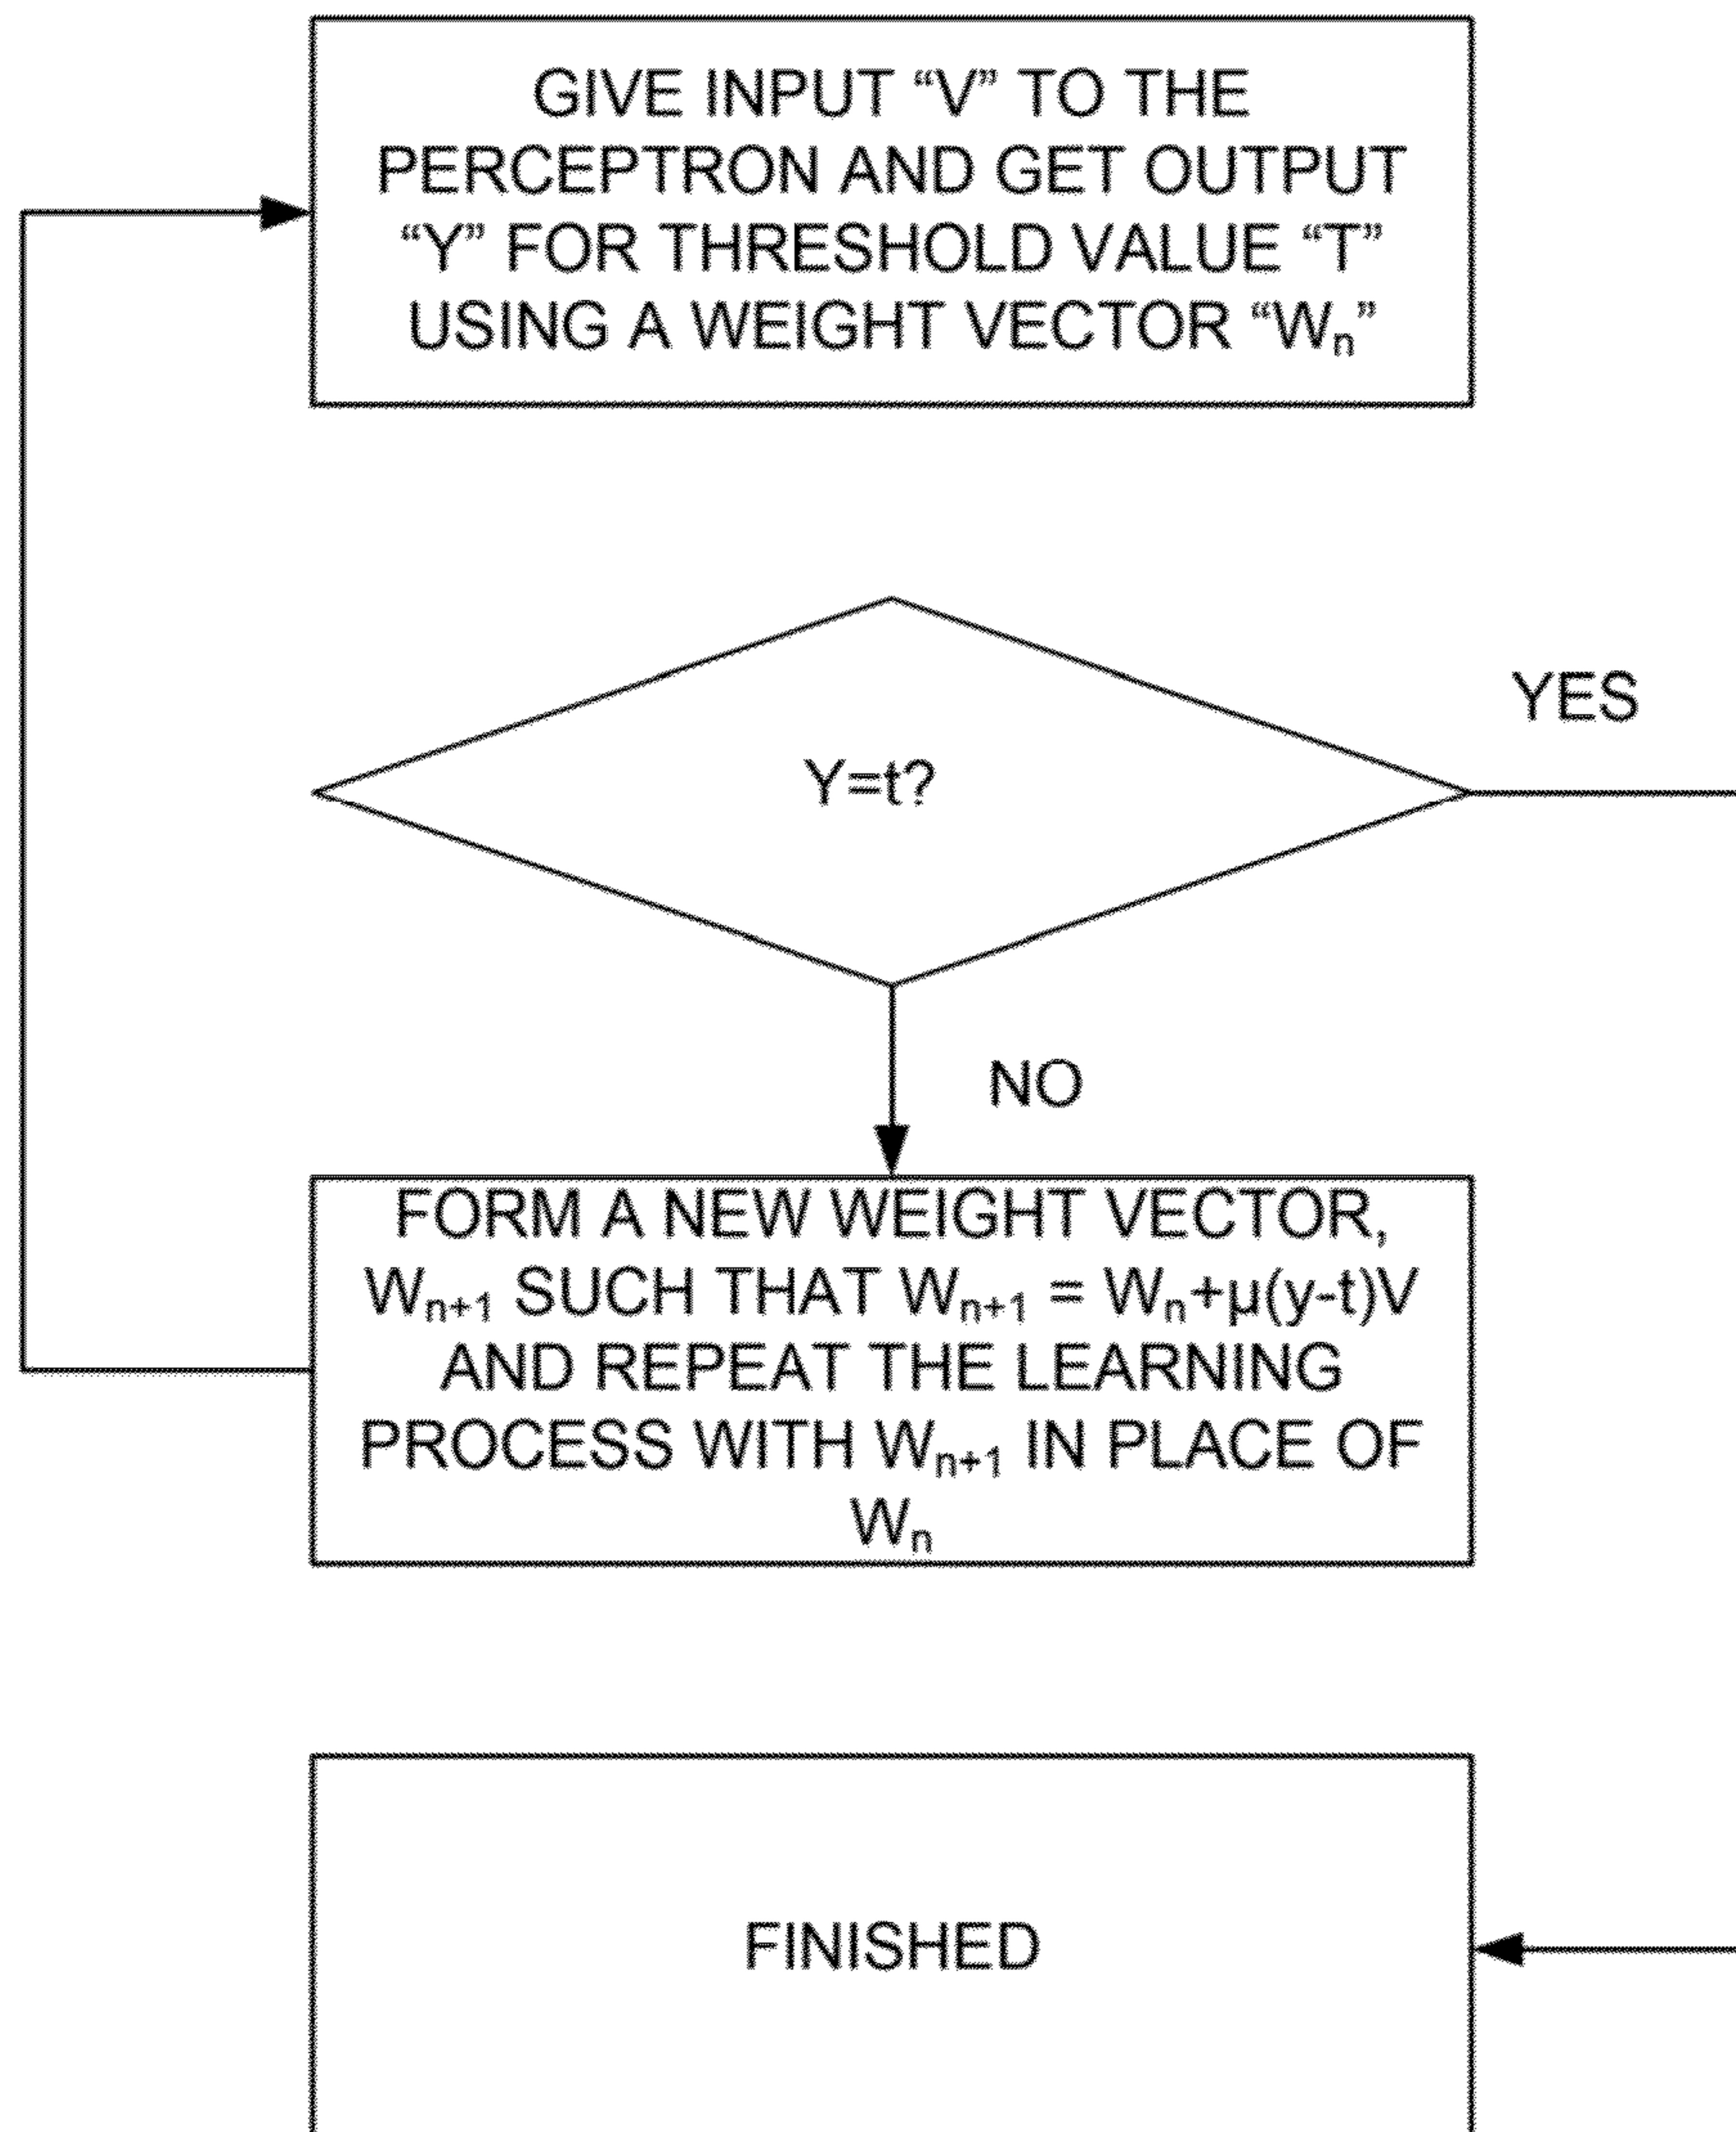 GIVE INPUT “V” TO THE
PERCEPTRON AND GET OUTPUT
“Y” FOR THRESHOLD VALUE “T”
USING A WEIGHT VECTOR “Wₙ”
Y=t?
YES
NO
FORM A NEW WEIGHT VECTOR,
Wₙ₊₁ SUCH THAT Wₙ₊₁ = Wₙ+µ(y-t)V
AND REPEAT THE LEARNING
PROCESS WITH Wₙ₊₁ IN PLACE OF
Wₙ
FINISHED